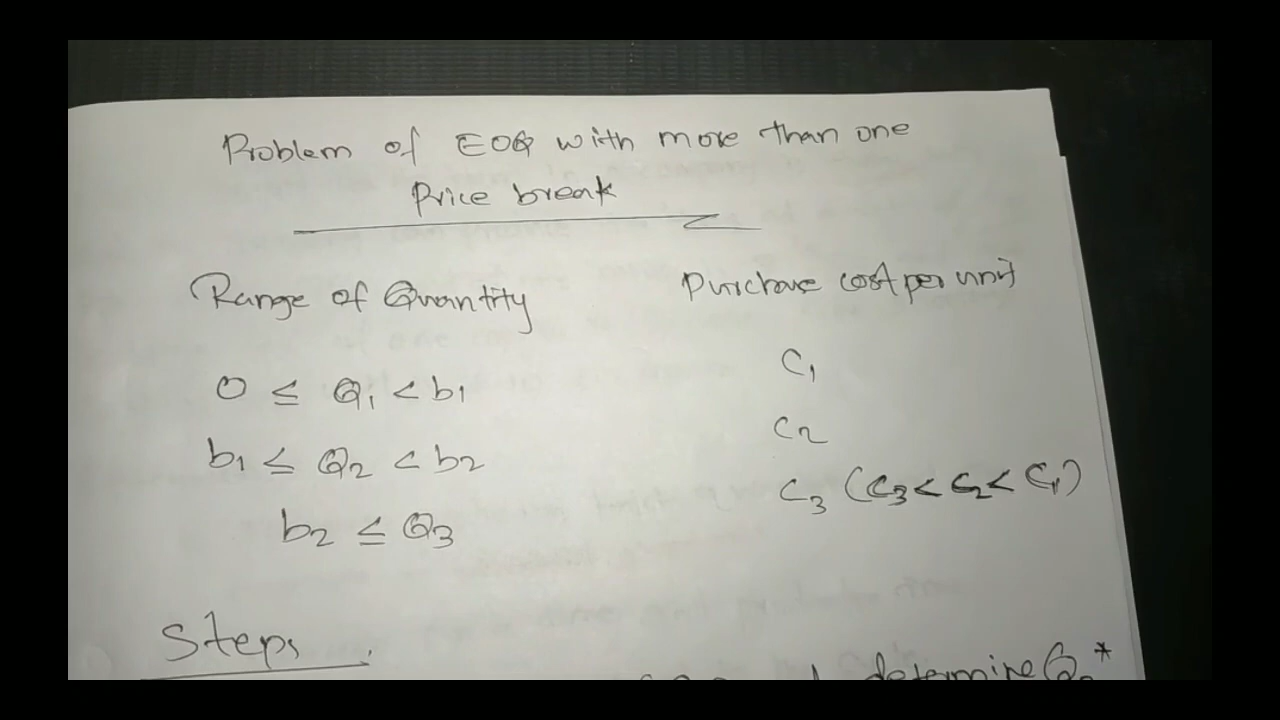 Problem of EOQ with more than one
Price break
Range of Quantity Purchase cost per unit
0 ≤ Q₁ < b₁ C₁
b₁ ≤ Q₂ < b₂ C₂
b₂ ≤ Q₃ C₃ (C₃ < C₂ < C₁)
Steps
determine